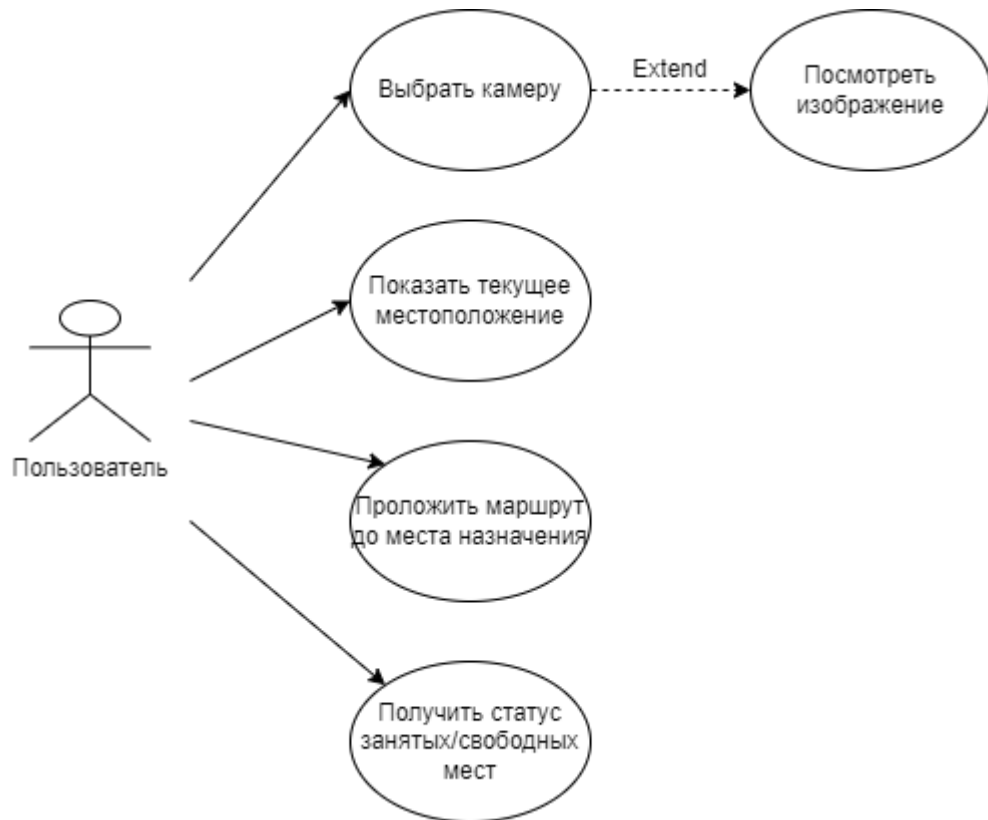 Выбрать камеру
Extend
Посмотреть
изображение
Показать текущее
местоположение
Пользователь
Проложить маршрут
до места назначения
Получить статус
занятых/свободных
мест